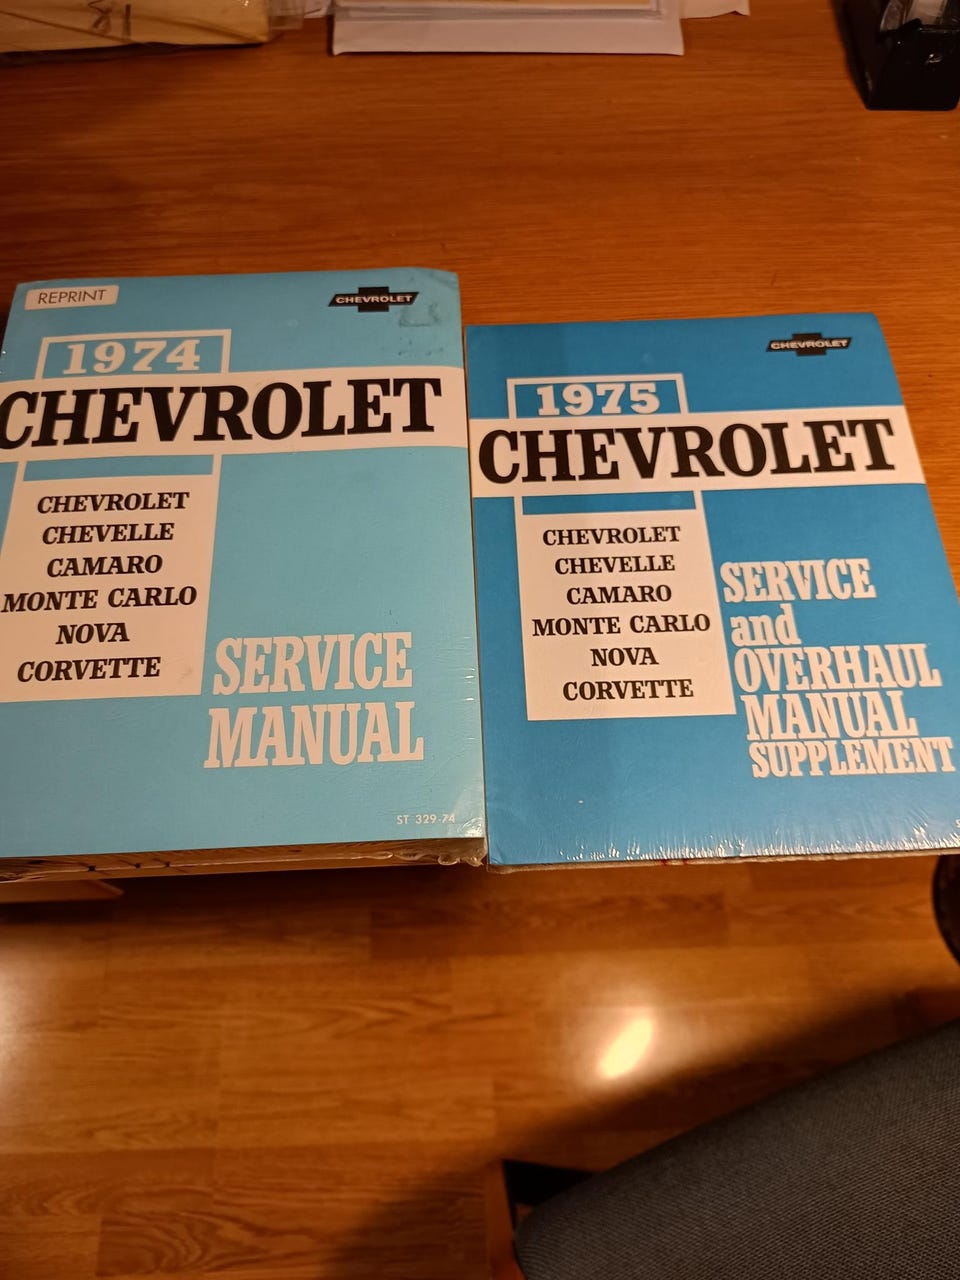 REPRINT
CHEVROLET
1974
CHEVROLET
CHEVROLET
CHEVELLE
CAMARO
MONTE CARLO
NOVA
CORVETTE
SERVICE
MANUAL
ST 329-74
CHEVROLET
1975
CHEVROLET
CHEVROLET
CHEVELLE
CAMARO
MONTE CARLO
NOVA
CORVETTE
SERVICE
and
OVERHAUL
MANUAL
SUPPLEMENT